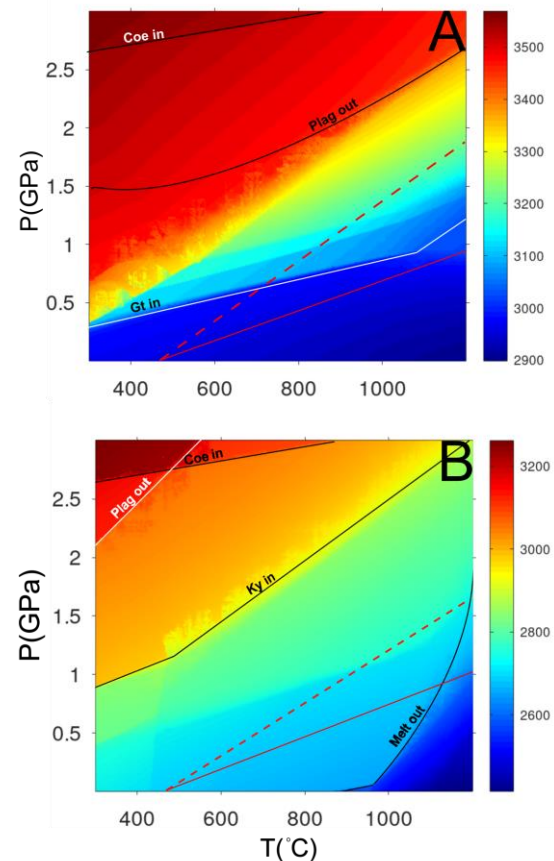 A
Coe in
Plag out
Gt in
P(GPa)
2.5
2
1.5
1
0.5
400
600
800
1000
3500
3400
3300
3200
3100
3000
2900
B
Coe in
Plag out
Ky in
Melt out
P(GPa)
2.5
2
1.5
1
0.5
400
600
800
1000
T(°C)
3200
3000
2800
2600